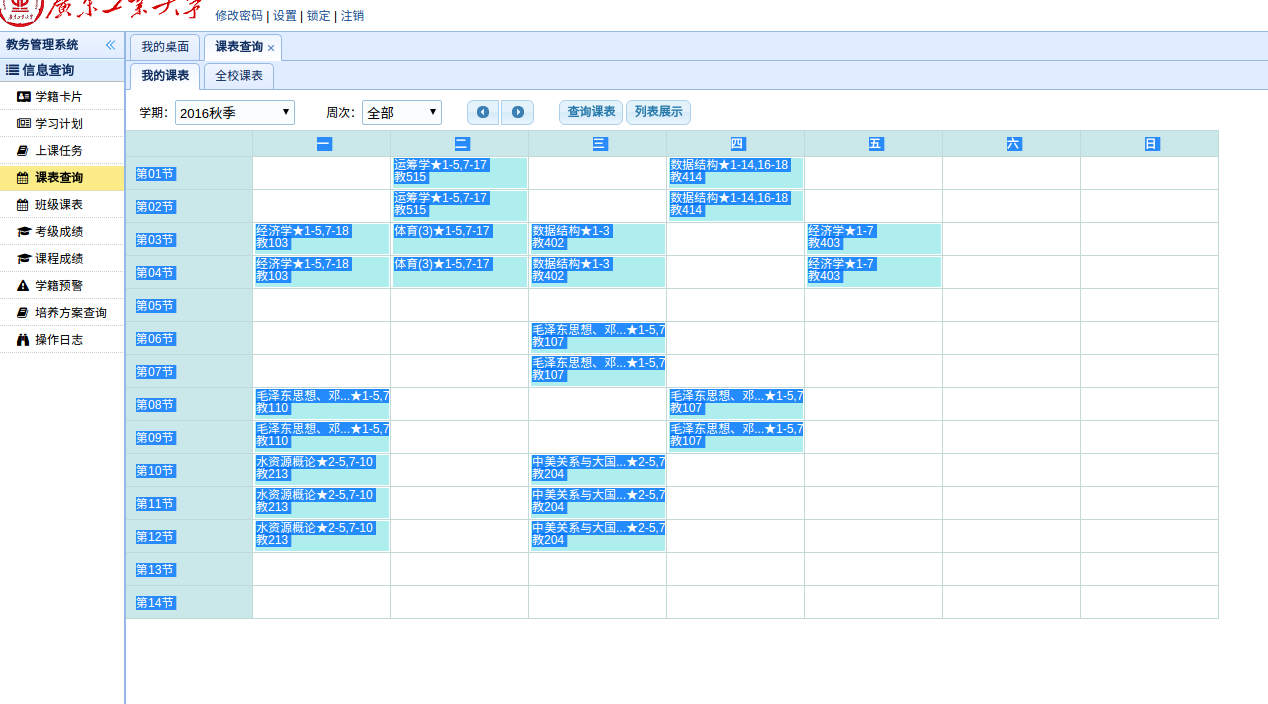 廣東工業大學
修改密码 | 设置 | 锁定 | 注销
教务管理系统
我的桌面 课表查询 ×
信息查询
我的课表 全校课表
学籍卡片
学习计划
上课任务
课表查询
班级课表
考级成绩
课程成绩
学籍预警
培养方案查询
操作日志
学期: 2016秋季 周次: 全部 查询课表 列表展示
一 二 三 四 五 六 日
第01节 运筹学★1-5,7-17 数据结构★1-14,16-18
教515 教414
第02节 运筹学★1-5,7-17 数据结构★1-14,16-18
教515 教414
第03节 经济学★1-5,7-18 体育(3)★1-5,7-17 数据结构★1-3 经济学★1-7
教103 教402 教403
第04节 经济学★1-5,7-18 体育(3)★1-5,7-17 数据结构★1-3 经济学★1-7
教103 教402 教403
第05节
第06节 毛泽东思想、邓...★1-5,7
教107
第07节 毛泽东思想、邓...★1-5,7
教107
第08节 毛泽东思想、邓...★1-5,7 毛泽东思想、邓...★1-5,7
教110 教107
第09节 毛泽东思想、邓...★1-5,7 毛泽东思想、邓...★1-5,7
教110 教107
第10节 水资源概论★2-5,7-10 中美关系与大国...★2-5,7
教213 教204
第11节 水资源概论★2-5,7-10 中美关系与大国...★2-5,7
教213 教204
第12节 水资源概论★2-5,7-10 中美关系与大国...★2-5,7
教213 教204
第13节
第14节